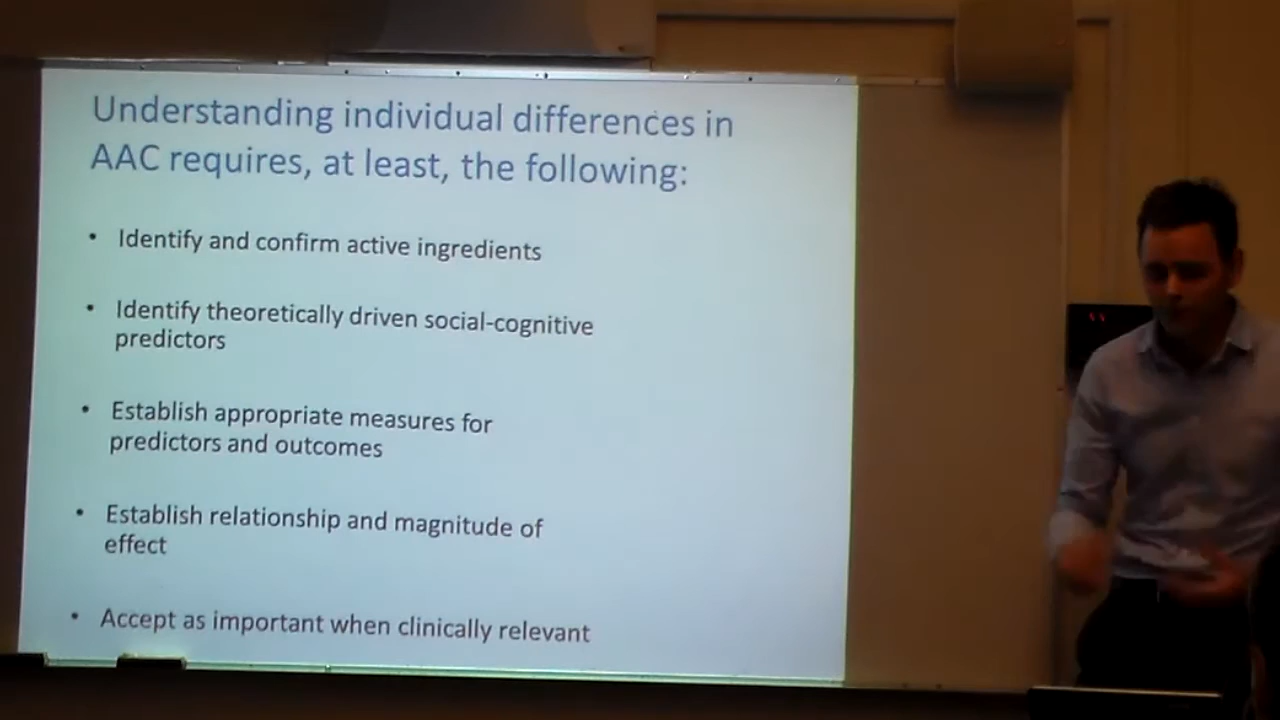 Understanding individual differences in
AAC requires, at least, the following:
• Identify and confirm active ingredients
• Identify theoretically driven social-cognitive
predictors
• Establish appropriate measures for
predictors and outcomes
• Establish relationship and magnitude of
effect
• Accept as important when clinically relevant